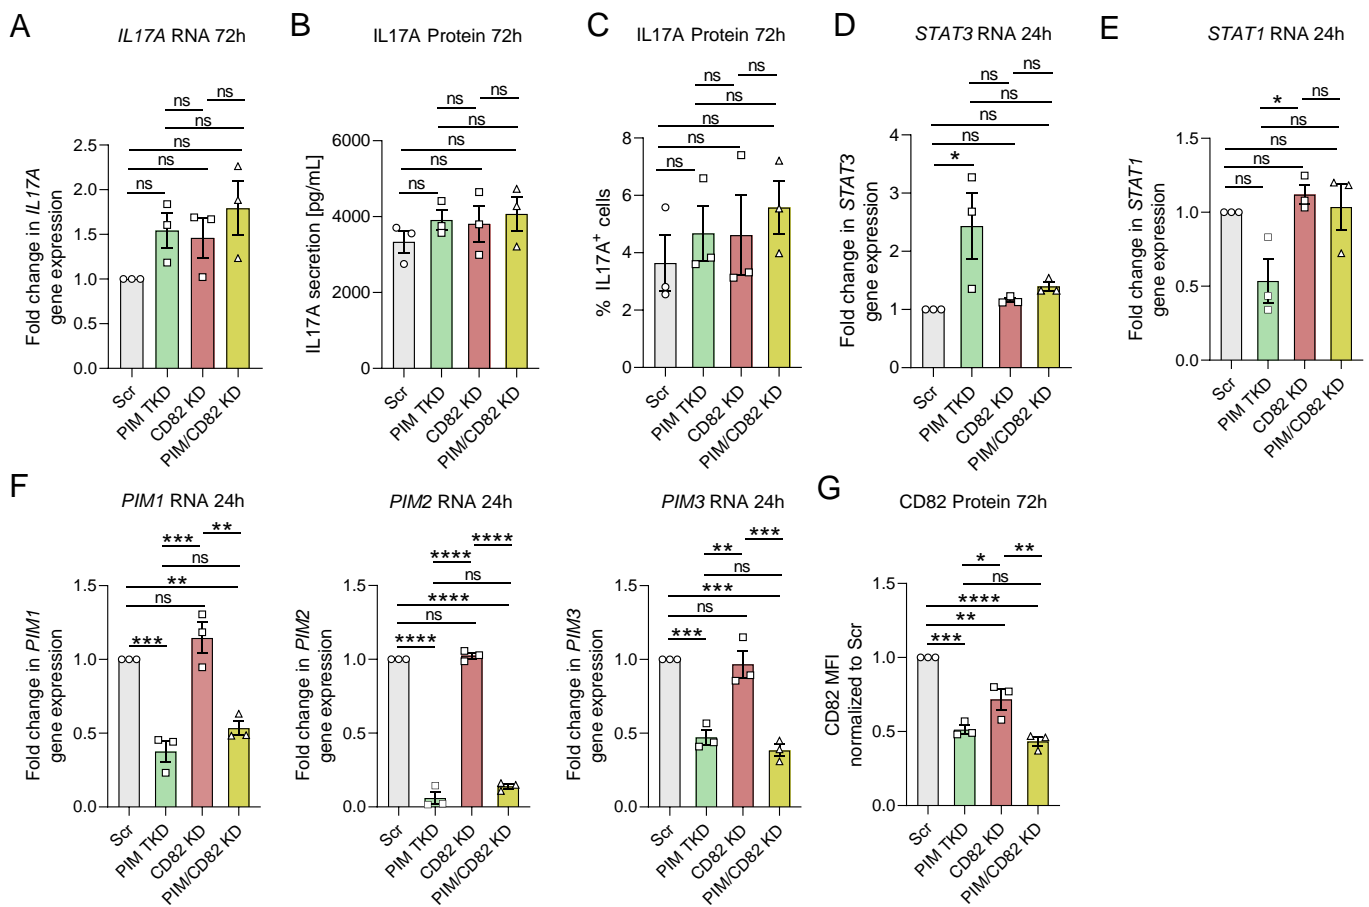 A
IL17A RNA 72h
Fold change in IL17A
gene expression
2.5
2.0
1.5
1.0
0.5
0.0
ns
ns
ns
ns
ns
ns
Scr
PIM TKD
CD82 KD
PIM/CD82 KD
B
IL17A Protein 72h
IL17A secretion [pg/mL]
6000
4000
2000
0
ns
ns
ns
ns
ns
ns
Scr
PIM TKD
CD82 KD
PIM/CD82 KD
C
IL17A Protein 72h
% IL17A+ cells
8
6
4
2
0
ns
ns
ns
ns
ns
ns
Scr
PIM TKD
CD82 KD
PIM/CD82 KD
D
STAT3 RNA 24h
Fold change in STAT3
gene expression
4
3
2
1
0
ns
ns
ns
ns
ns
*
Scr
PIM TKD
CD82 KD
PIM/CD82 KD
E
STAT1 RNA 24h
Fold change in STAT1
gene expression
1.5
1.0
0.5
0.0
ns
*
ns
ns
ns
ns
Scr
PIM TKD
CD82 KD
PIM/CD82 KD
F
PIM1 RNA 24h
Fold change in PIM1
gene expression
1.5
1.0
0.5
0.0
**
***
ns
**
ns
***
Scr
PIM TKD
CD82 KD
PIM/CD82 KD
PIM2 RNA 24h
Fold change in PIM2
gene expression
1.5
1.0
0.5
0.0
****
****
ns
****
ns
****
Scr
PIM TKD
CD82 KD
PIM/CD82 KD
PIM3 RNA 24h
Fold change in PIM3
gene expression
1.5
1.0
0.5
0.0
***
**
ns
***
ns
***
Scr
PIM TKD
CD82 KD
PIM/CD82 KD
G
CD82 Protein 72h
CD82 MFI
normalized to Scr
1.5
1.0
0.5
0.0
**
*
ns
****
**
***
Scr
PIM TKD
CD82 KD
PIM/CD82 KD